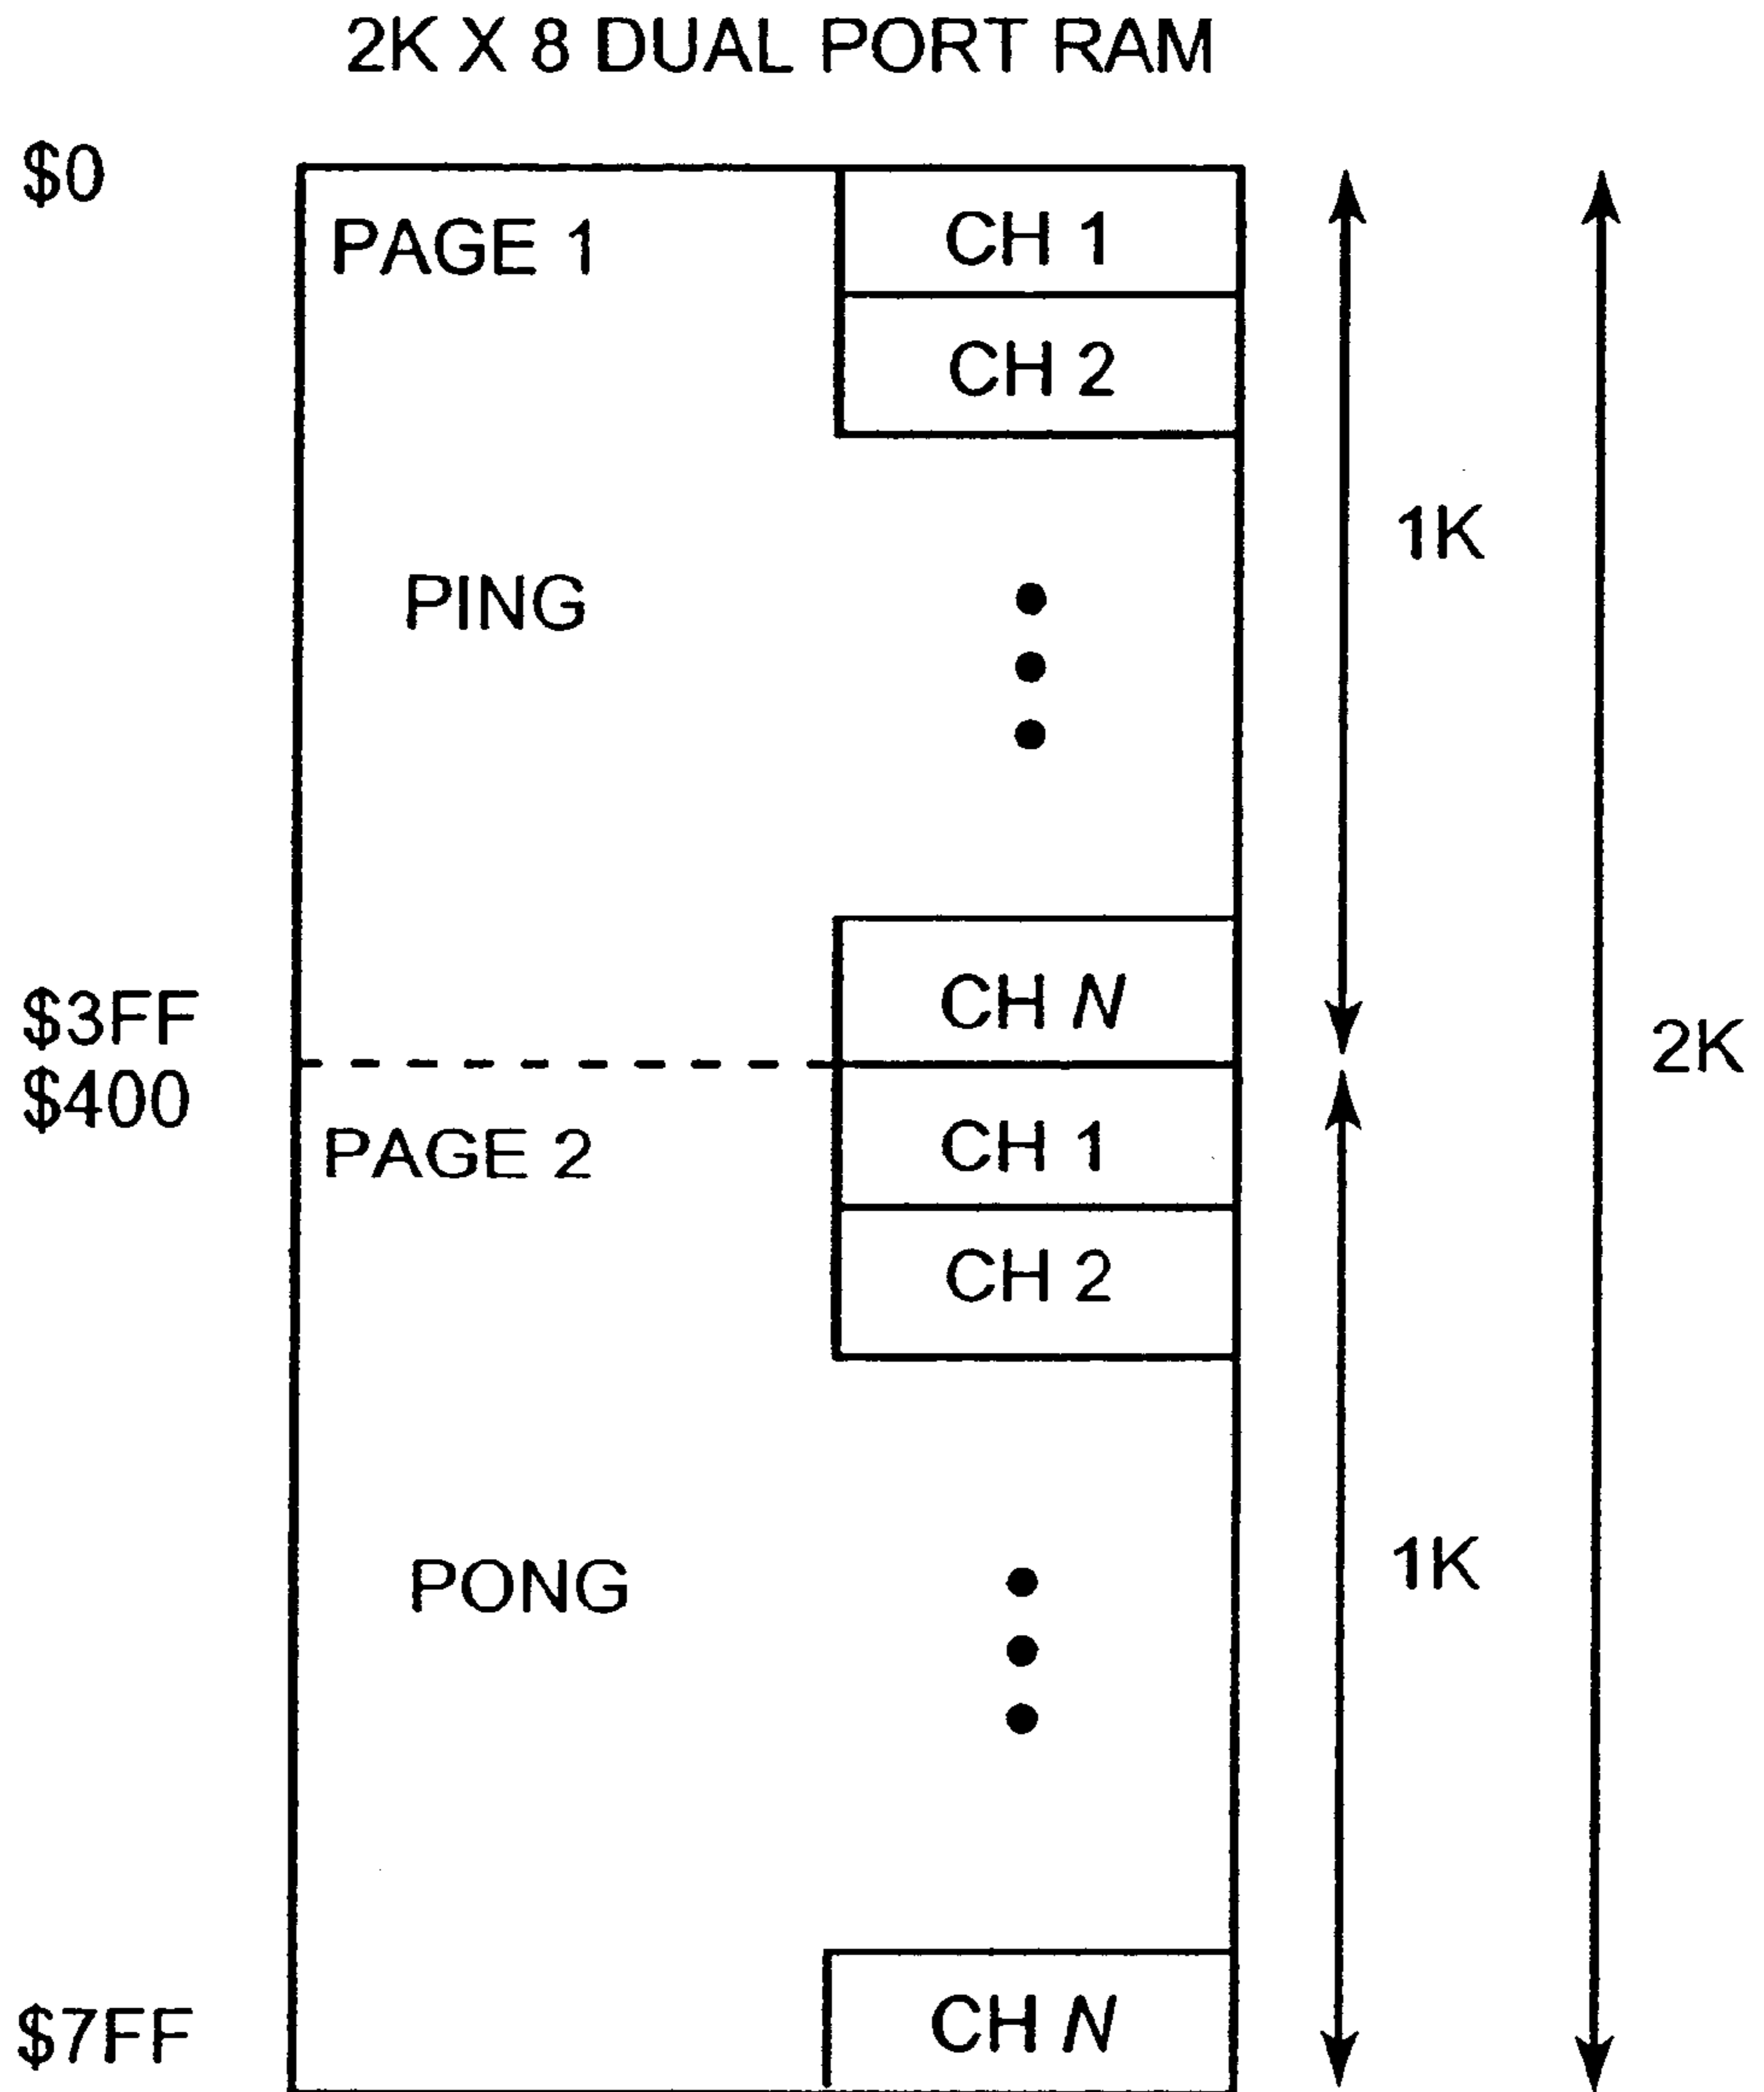 2K X 8 DUAL PORT RAM
$0
PAGE 1
CH 1
CH 2
1K
PING
CH N
$3FF
2K
$400
PAGE 2
CH 1
CH 2
PONG
1K
$7FF
CH N